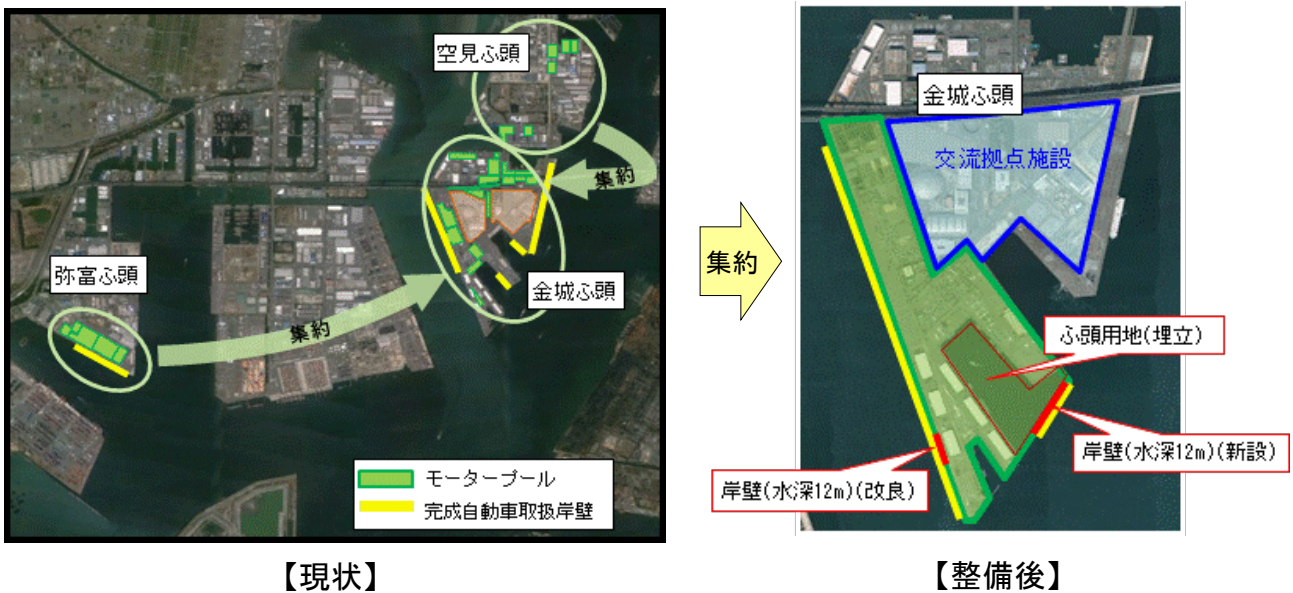 空見ふ頭
集約
弥富ふ頭
集約
金城ふ頭
モータープール
完成自動車取扱岸壁
【現状】
集約
金城ふ頭
交流拠点施設
ふ頭用地(埋立)
岸壁(水深12m)(新設)
岸壁(水深12m)(改良)
【整備後】